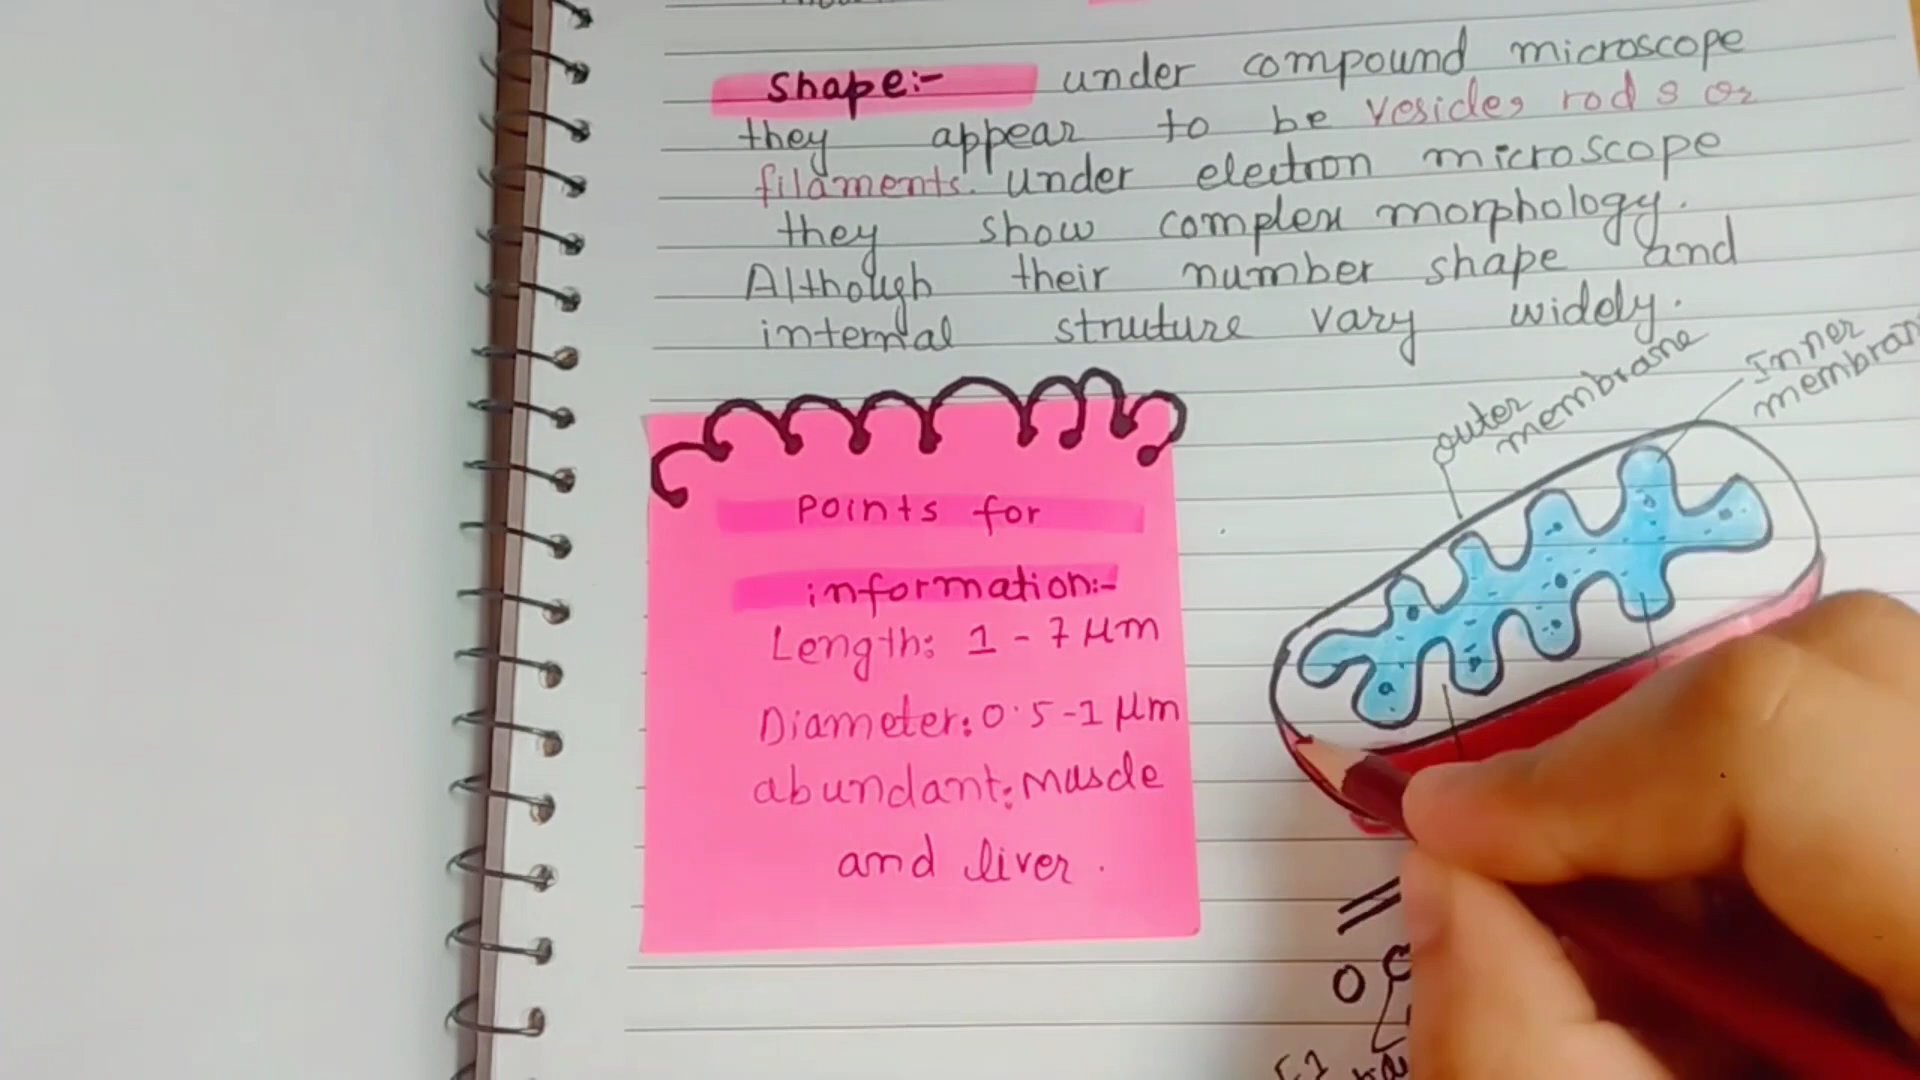 Shape:- under compound microscope
they appear to be vesicles, rods or
filaments. under electron microscope
they show complex morphology.
Although their number shape and
internal struture vary widely.
outer
membrasne
Inner
membran
Points for
information:-
Length: 1 - 7 μm
Diameter: 0.5-1 μm
abundant: muscle
and liver.